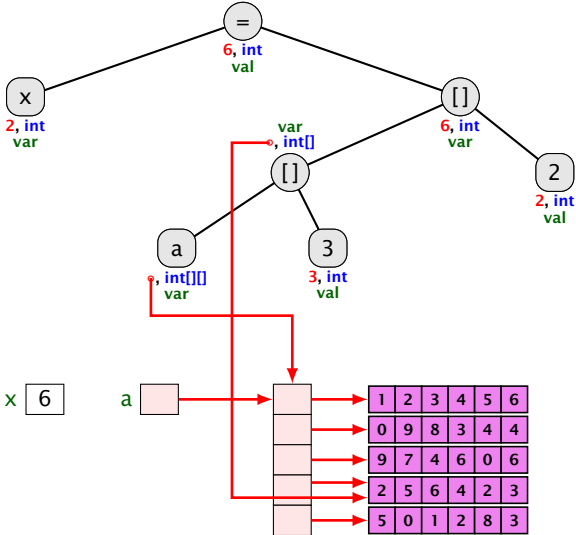 =
6, int
val
x
2, int
var
[]
6, int
var
var
, int[]
[]
2
2, int
val
a
, int[][]
var
3
3, int
val
x 6
a
1 2 3 4 5 6
0 9 8 3 4 4
9 7 4 6 0 6
2 5 6 4 2 3
5 0 1 2 8 3